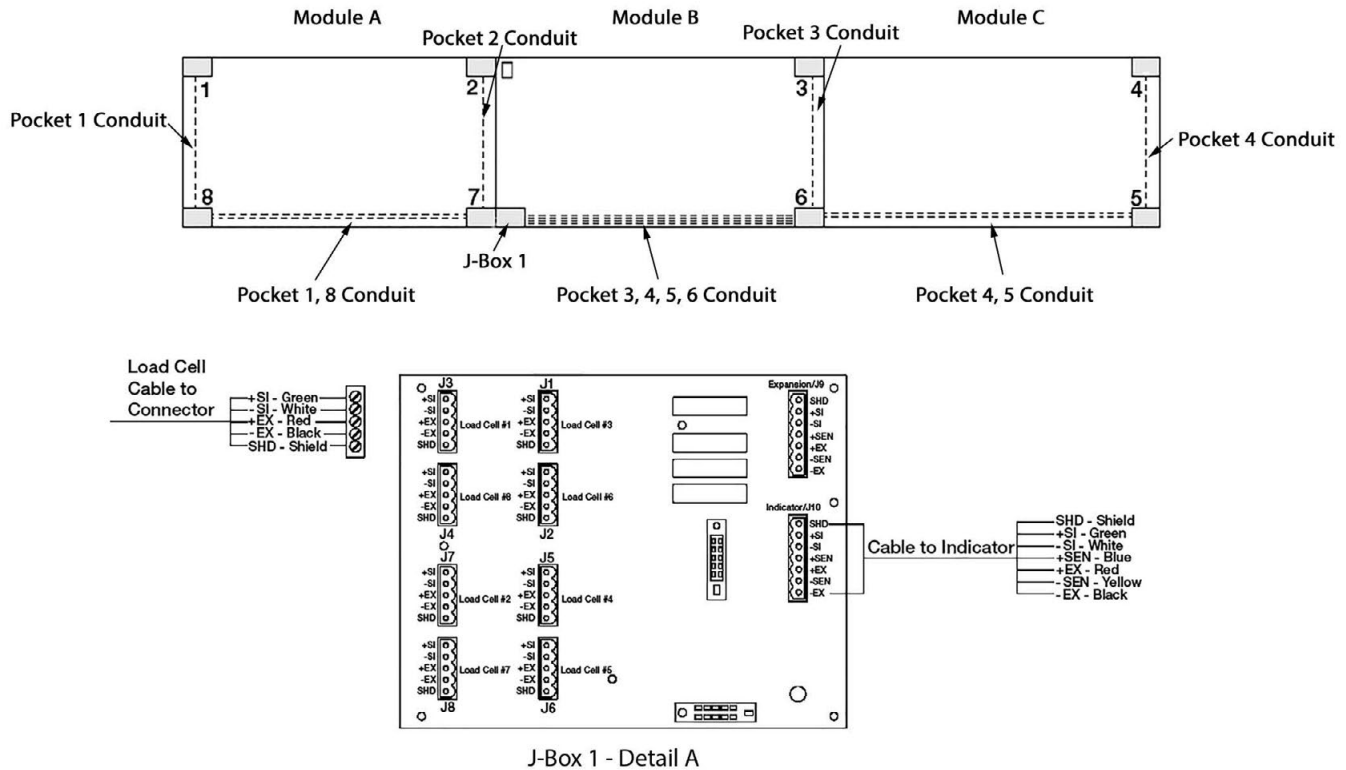 Module A
Module B
Module C
Pocket 2 Conduit
Pocket 3 Conduit
1
2
3
4
Pocket 1 Conduit
Pocket 4 Conduit
8
7
6
5
J-Box 1
Pocket 1, 8 Conduit
Pocket 3, 4, 5, 6 Conduit
Pocket 4, 5 Conduit
Load Cell
Cable to
Connector
+SI - Green
-SI - White
+EX - Red
-EX - Black
SHD - Shield
J3
+SI
-SI
+EX
-EX
SHD
Load Cell #1
J1
+SI
-SI
+EX
-EX
SHD
Load Cell #3
+SI
-SI
+EX
-EX
SHD
Load Cell #8
J4
+SI
-SI
+EX
-EX
SHD
Load Cell #6
J2
J7
+SI
-SI
+EX
-EX
SHD
Load Cell #2
J5
+SI
-SI
+EX
-EX
SHD
Load Cell #4
+SI
-SI
+EX
-EX
SHD
Load Cell #7
J8
+SI
-SI
+EX
-EX
SHD
Load Cell #5
J6
Expansion/J9
SHD
+SI
-SI
+SEN
+EX
-SEN
-EX
Indicator/J10
SHD
+SI
-SI
+SEN
+EX
-SEN
-EX
Cable to Indicator
SHD - Shield
+SI - Green
-SI - White
+SEN - Blue
+EX - Red
-SEN - Yellow
-EX - Black
J-Box 1 - Detail A